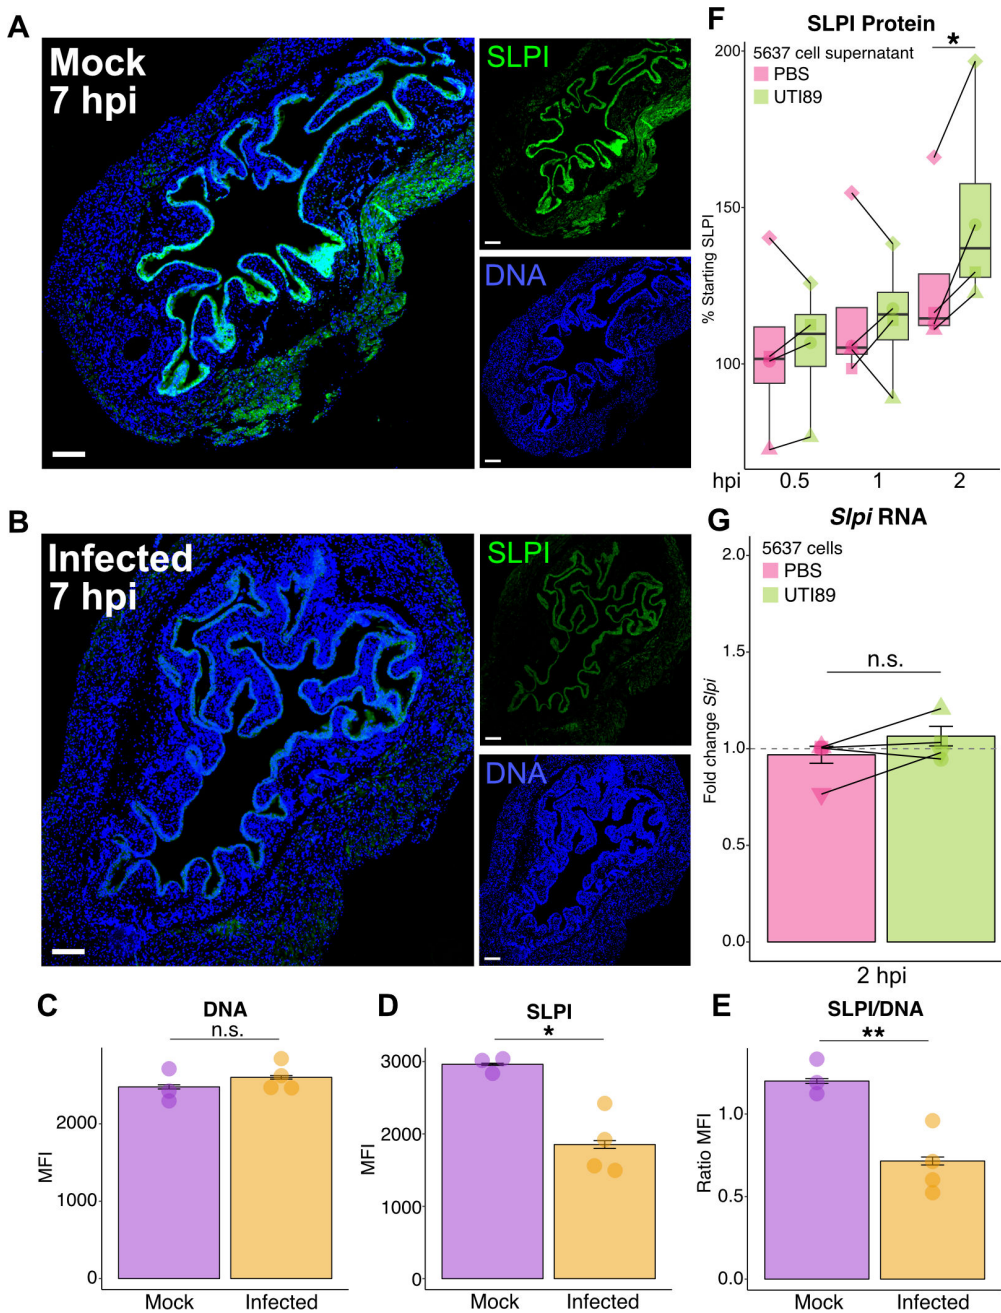 A
Mock
7 hpi
SLPI
DNA
B
Infected
7 hpi
SLPI
DNA
C
DNA
n.s.
MFI
2000
1000
0
Mock Infected
D
SLPI
*
MFI
3000
2000
1000
0
Mock Infected
E
SLPI/DNA
**
Ratio MFI
1.0
0.5
0.0
Mock Infected
F
SLPI Protein
200
150
100
% Starting SLPI
5637 cell supernatant
PBS
UTI89
*
hpi 0.5 1 2
G
Slpi RNA
2.0
1.5
1.0
0.5
0.0
Fold change Slpi
5637 cells
PBS
UTI89
n.s.
2 hpi